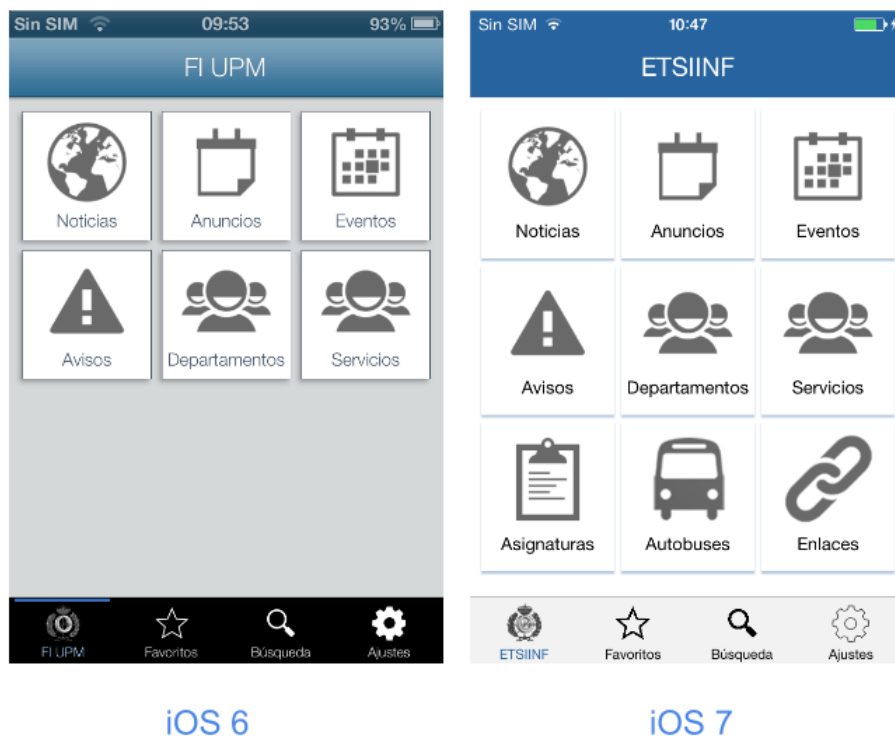 Sin SIM 09:53 93%
FI UPM
Noticias Anuncios Eventos
Avisos Departamentos Servicios
FI UPM Favoritos Búsqueda Ajustes
iOS 6
Sin SIM 10:47
ETSIINF
Noticias Anuncios Eventos
Avisos Departamentos Servicios
Asignaturas Autobuses Enlaces
ETSIINF Favoritos Búsqueda Ajustes
iOS 7